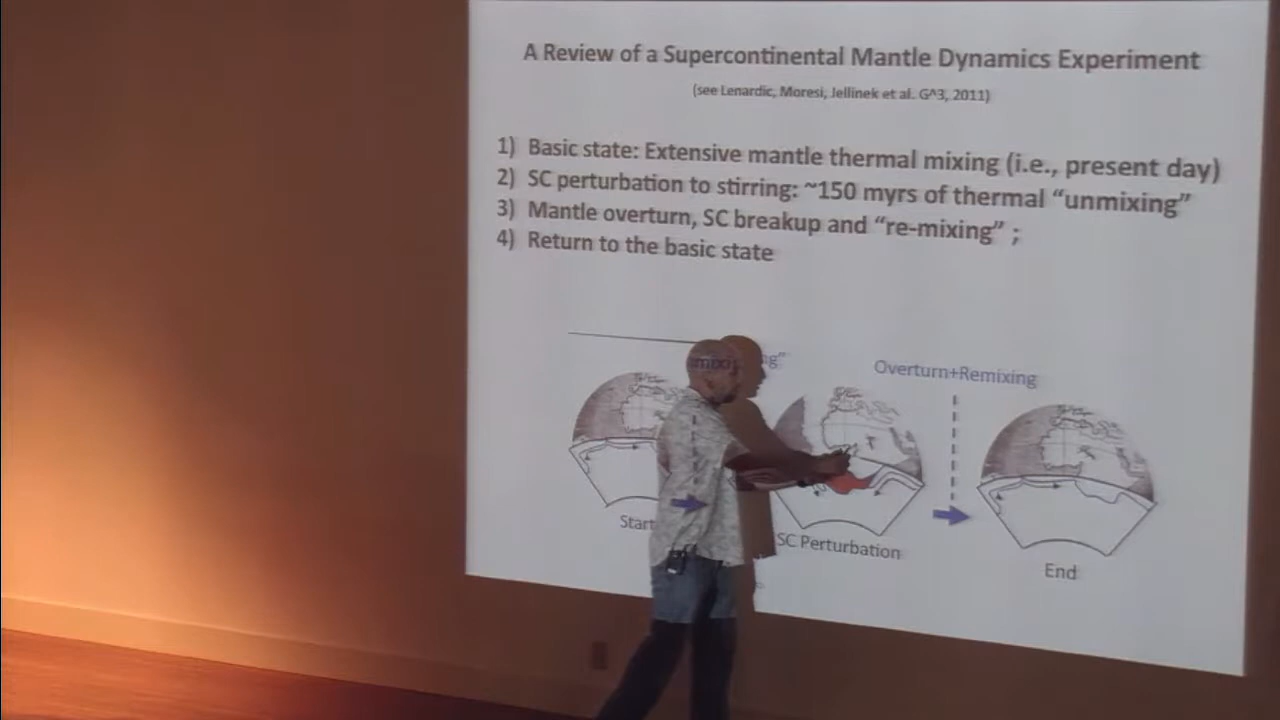 A Review of a Supercontinental Mantle Dynamics Experiment
(see Lenardic, Moresi, Jellinek et al. G^3, 2011)
1) Basic state: Extensive mantle thermal mixing (i.e., present day)
2) SC perturbation to stirring: ~150 myrs of thermal “unmixing”
3) Mantle overturn, SC breakup and “re-mixing” ;
4) Return to the basic state
Overturn+Remixing
Start
SC Perturbation
End